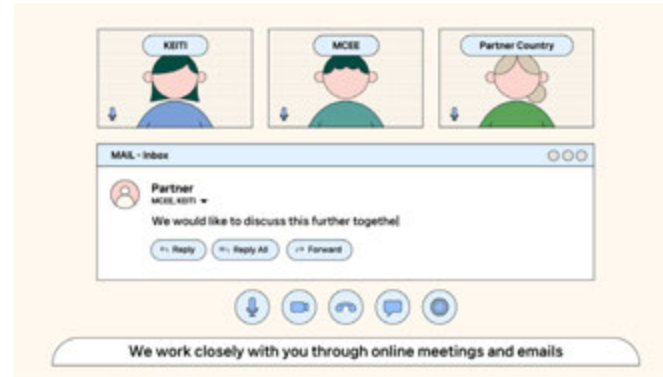 KEITI
MCEE
Partner Country
MAIL - Inbox
Partner
MCEE, KEITI
We would like to discuss this further togethe
Reply
Reply All
Forward
We work closely with you through online meetings and emails